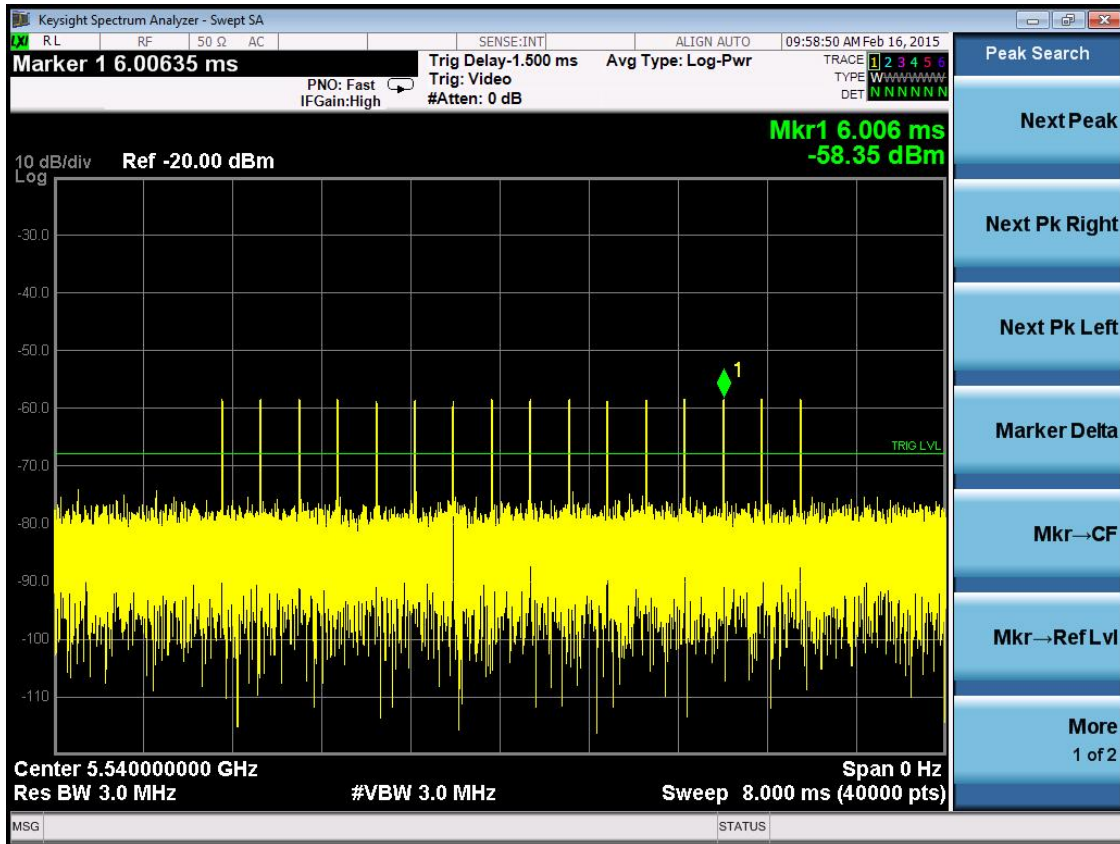 Keysight Spectrum Analyzer - Swept SA
LXI RL RF 50 Ω AC SENSE:INT ALIGN AUTO 09:58:50 AM Feb 16, 2015
Marker 1 6.00635 ms
PNO: Fast
IFGain:High
Trig Delay-1.500 ms
Trig: Video
#Atten: 0 dB
Avg Type: Log-Pwr
TRACE 1 2 3 4 5 6
TYPE WWWWWW
DET N N N N N N
Mkr1 6.006 ms
-58.35 dBm
10 dB/div Ref -20.00 dBm
Log
-30.0
-40.0
-50.0
1
-60.0
TRIG LVL
-70.0
-80.0
-90.0
-100
-110
Center 5.540000000 GHz Span 0 Hz
Res BW 3.0 MHz #VBW 3.0 MHz Sweep 8.000 ms (40000 pts)
MSG STATUS
Peak Search
Next Peak
Next Pk Right
Next Pk Left
Marker Delta
Mkr→CF
Mkr→Ref Lvl
More
1 of 2